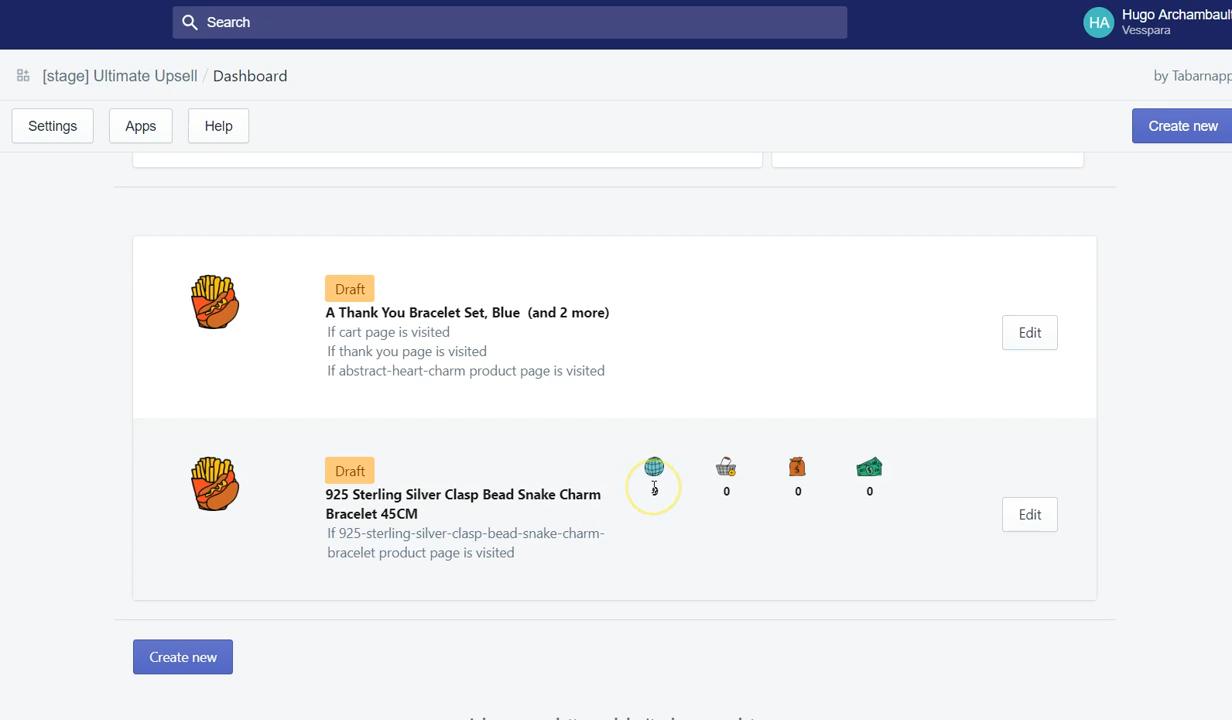 Search
HA
Hugo Archambault
Vesspara
[stage] Ultimate Upsell / Dashboard
by Tabarnapp
Settings
Apps
Help
Create new
Draft
A Thank You Bracelet Set, Blue (and 2 more)
If cart page is visited
If thank you page is visited
If abstract-heart-charm product page is visited
Edit
Draft
925 Sterling Silver Clasp Bead Snake Charm
Bracelet 45CM
If 925-sterling-silver-clasp-bead-snake-charm-
bracelet product page is visited
9 0 0 0
Edit
Create new